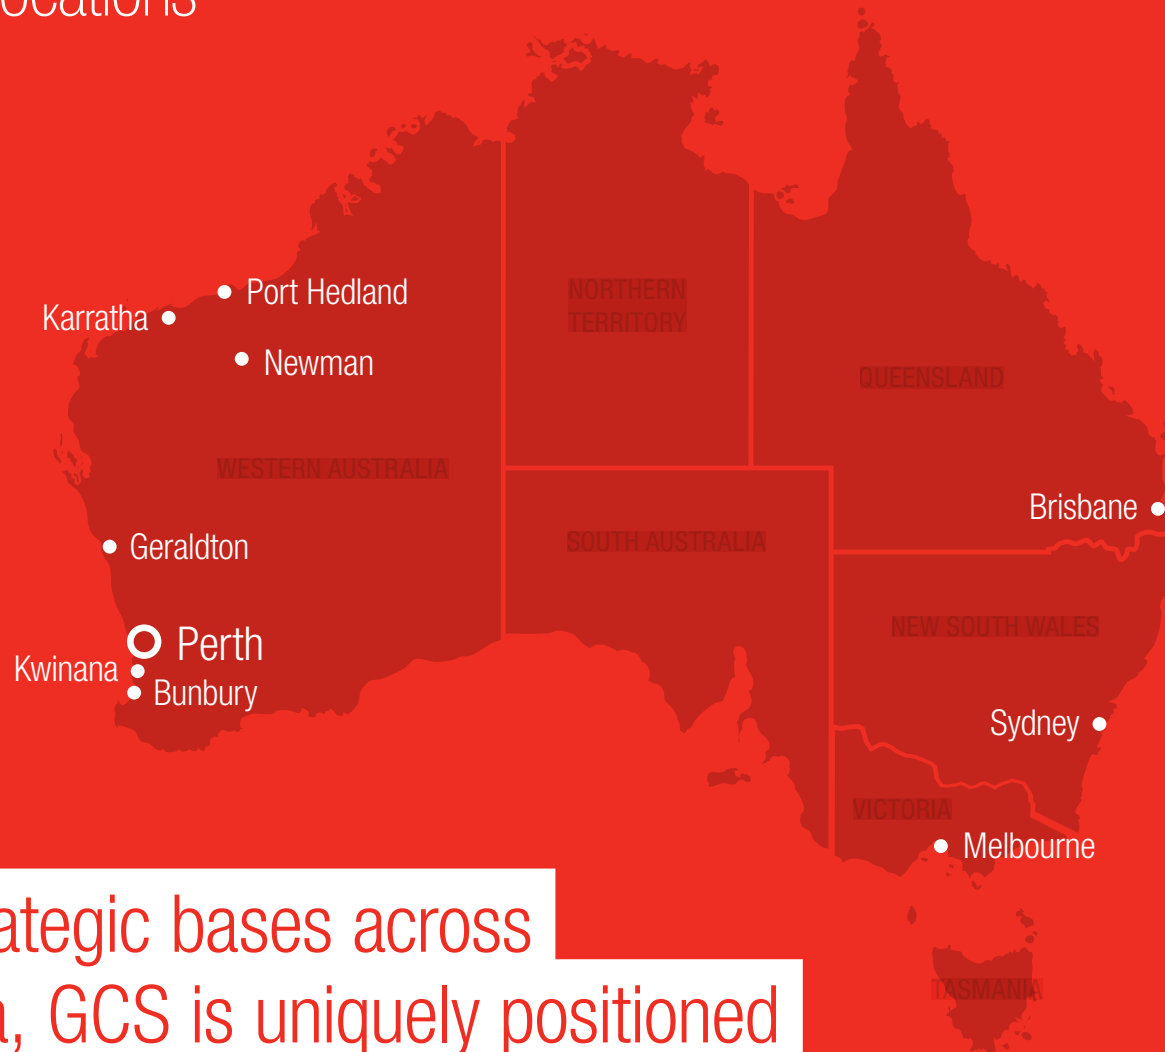 ocations
Port Hedland
Karratha
Newman
NORTHERN
TERRITORY
QUEENSLAND
WESTERN AUSTRALIA
Brisbane
Geraldton
SOUTH AUSTRALIA
NEW SOUTH WALES
Perth
Kwinana
Bunbury
Sydney
VICTORIA
Melbourne
ategic bases across
a, GCS is uniquely positioned
TASMANIA